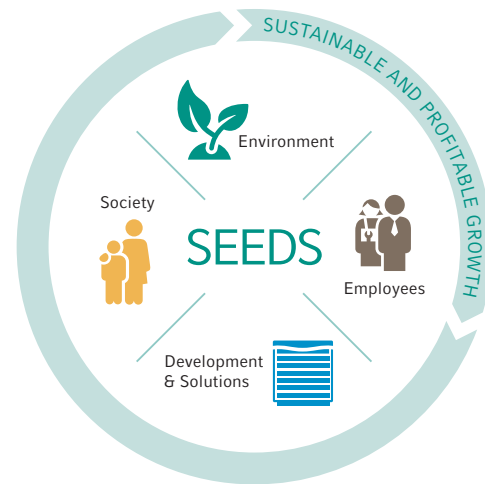 SUSTAINABLE AND PROFITABLE GROWTH
Environment
Society
SEEDS
Employees
Development
& Solutions